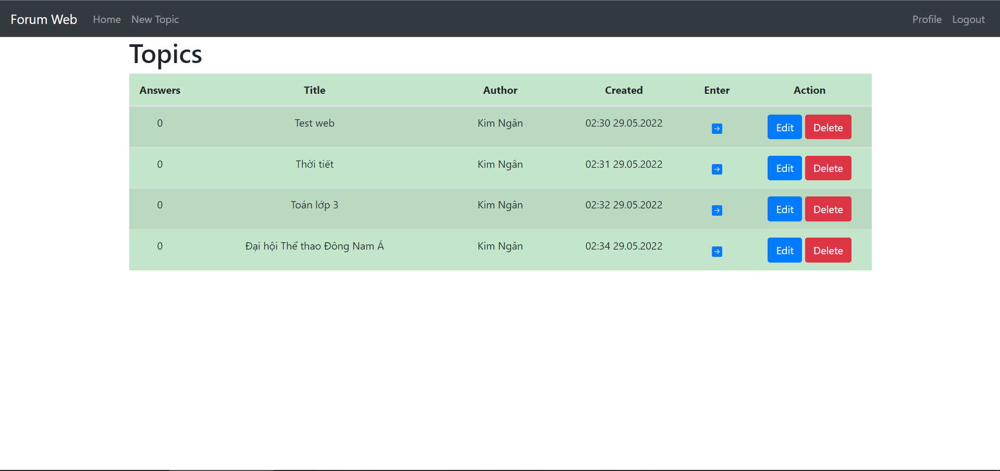 Forum Web Home New Topic Profile Logout
Topics
Answers Title Author Created Enter Action
0 Test web Kim Ngân 02:30 29.05.2022 Edit Delete
0 Thời tiết Kim Ngân 02:31 29.05.2022 Edit Delete
0 Toán lớp 3 Kim Ngân 02:32 29.05.2022 Edit Delete
0 Đại hội Thể thao Đông Nam Á Kim Ngân 02:34 29.05.2022 Edit Delete